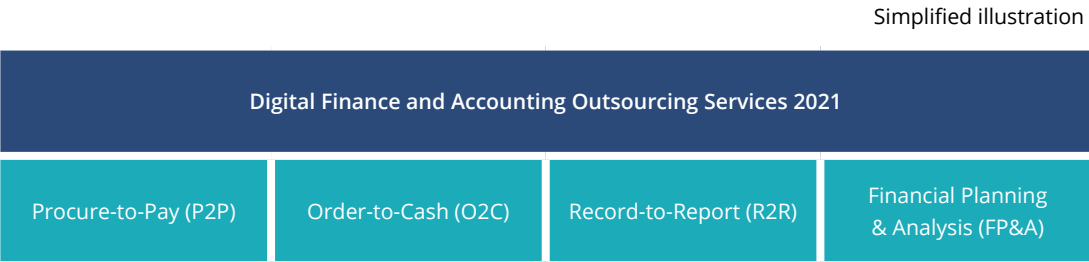 Simplified illustration
Digital Finance and Accounting Outsourcing Services 2021
Procure-to-Pay (P2P)
Order-to-Cash (O2C)
Record-to-Report (R2R)
Financial Planning
& Analysis (FP&A)